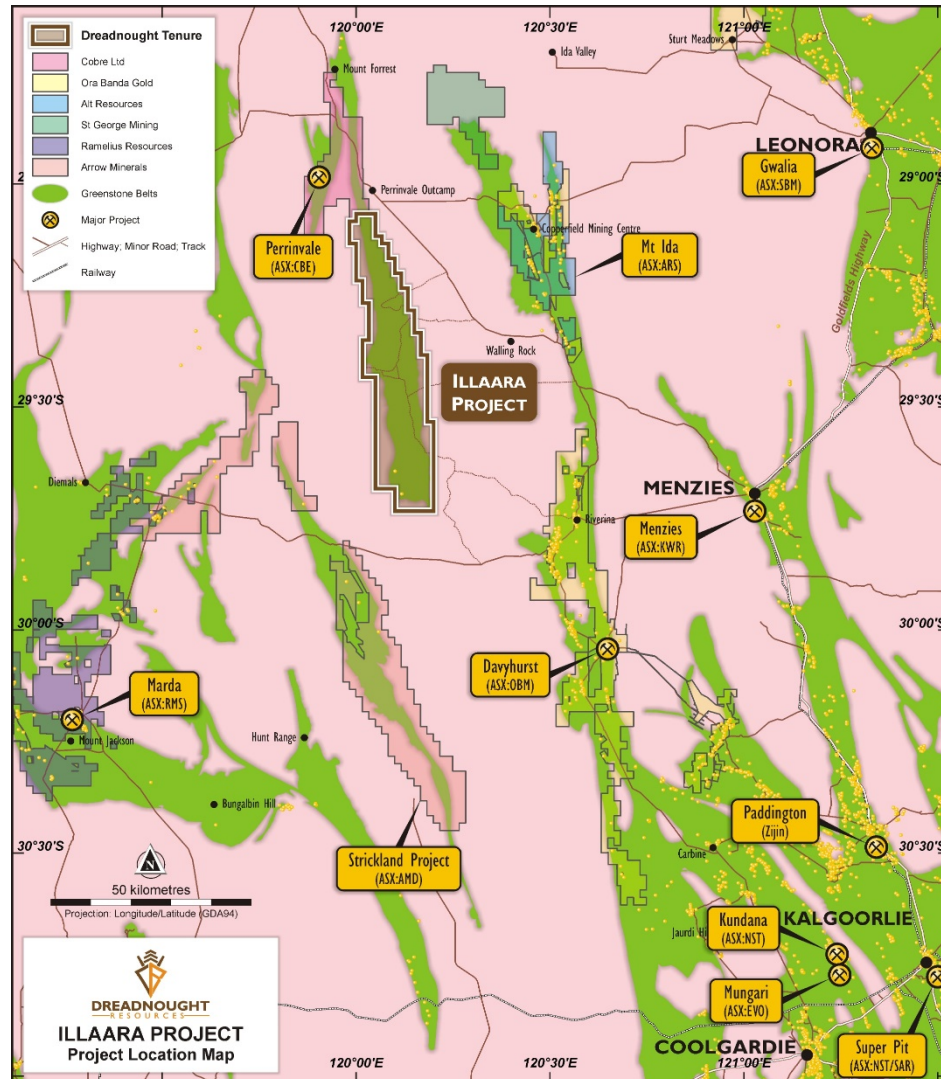 Dreadnought Tenure
Cobre Ltd
Ora Banda Gold
Alt Resources
St George Mining
Ramelius Resources
Arrow Minerals
Greenstone Belts
Major Project
Highway; Minor Road; Track
Railway
120°00'E
120°30'E
121°00'E
Sturt Meadows
Ida Valley
Mount Forrest
LEONORA
Gwalia
(ASX:SBM)
29°00'S
Perrinvale Outcamp
Perrinvale
(ASX:CBE)
Copperfield Mining Centre
Mt Ida
(ASX:ARS)
Goldfields Highway
Walling Rock
ILLAARA
PROJECT
29°30'S
29°30'S
Diemals
MENZIES
Menzies
(ASX:KWR)
Riverina
30°00'S
30°00'S
Davyhurst
(ASX:OBM)
Marda
(ASX:RMS)
Mount Jackson
Hunt Range
Bungalbin Hill
Paddington
(Zijin)
30°30'S
30°30'S
Carbine
Strickland Project
(ASX:AMD)
N
50 kilometres
Projection: Longitude/Latitude (GDA94)
Kundana
(ASX:NST)
KALGOORLIE
Jaurdi
Mungari
(ASX:EVO)
Super Pit
(ASX:NST/SAR)
COOLGARDIE
DREADNOUGHT
RESOURCES
ILLAARA PROJECT
Project Location Map
120°00'E
120°30'E
121°00'E